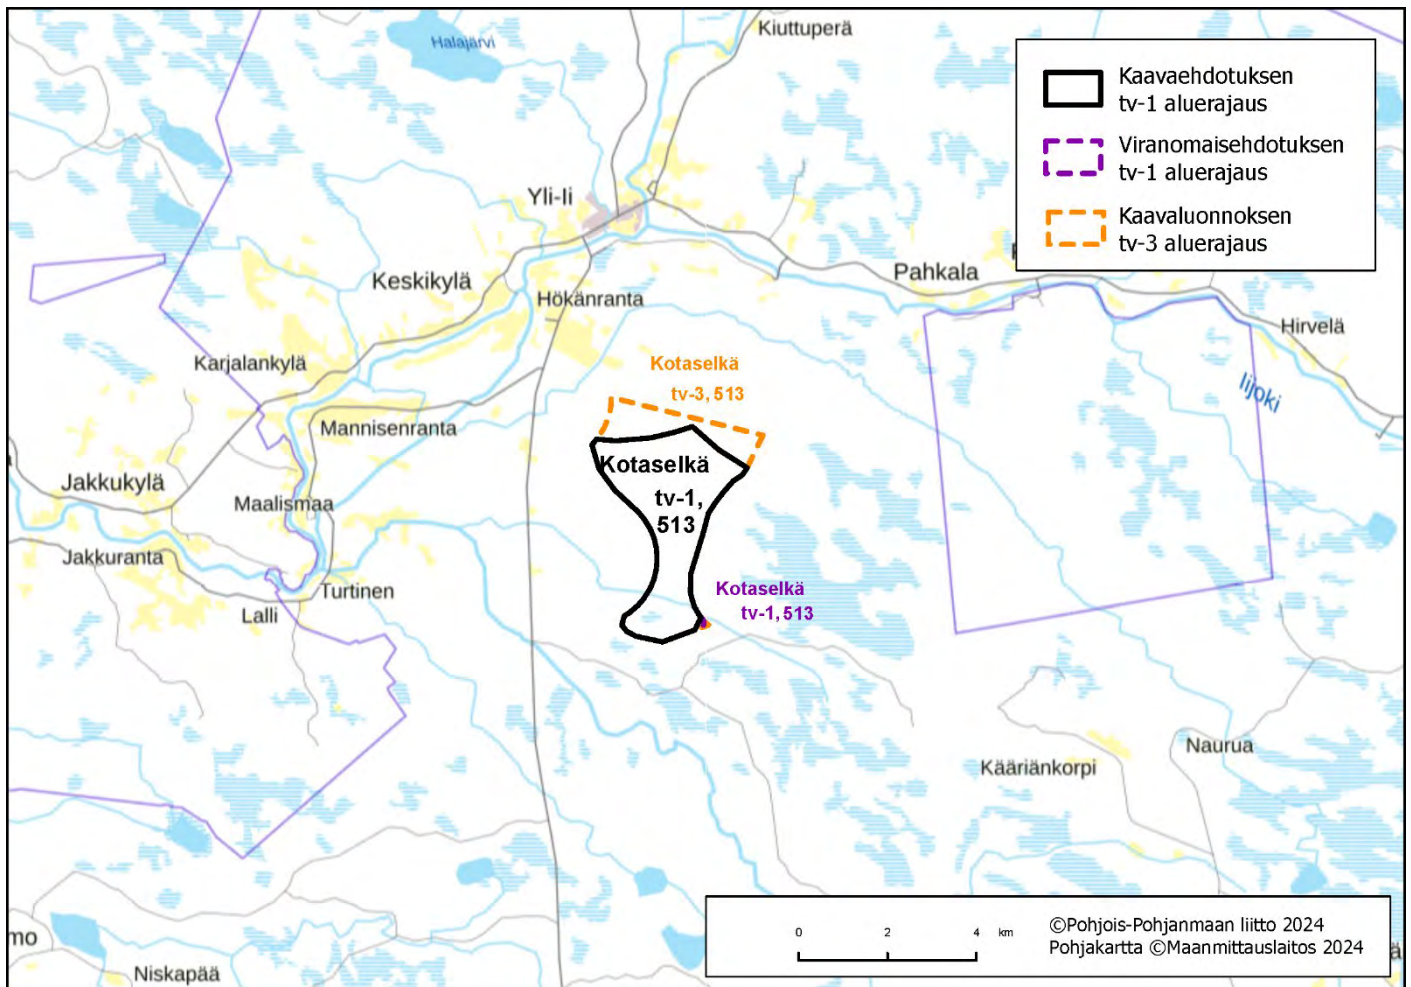 Kiuttuperä
Halajärvi
Kaavaehdotuksen
tv-1 aluerajaus
Viranomaisehdotuksen
tv-1 aluerajaus
Kaavaluonnoksen
tv-3 aluerajaus
Yli-Ii
Keskikylä
Pahkala
Hökänranta
Hirvelä
Karjalankylä
Kotaselkä
tv-3, 513
Iijoki
Mannisenranta
Kotaselkä
tv-1,
513
Jakkukylä
Maalismaa
Jakkuranta
Turtinen
Kotaselkä
tv-1, 513
Lalli
Naurua
Kääriänkorpi
mo
Niskapää
0 2 4 km
©Pohjois-Pohjanmaan liitto 2024
Pohjakartta ©Maanmittauslaitos 2024